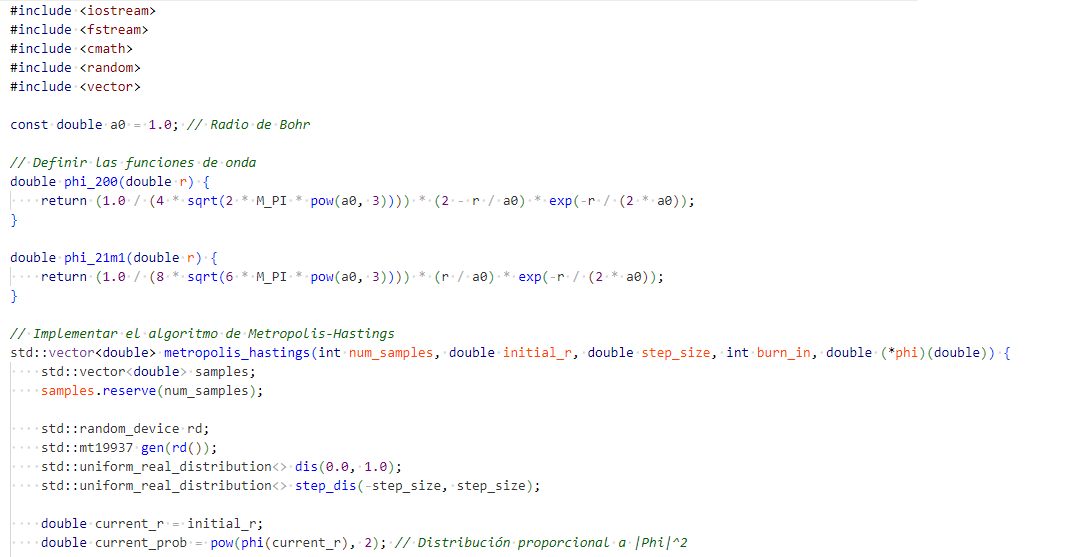 #include <iostream>
#include <fstream>
#include <cmath>
#include <random>
#include <vector>

const double a0 = 1.0; // Radio de Bohr

// Definir las funciones de onda
double phi_200(double r) {
    return (1.0 / (4 * sqrt(2 * M_PI * pow(a0, 3)))) * (2 - r / a0) * exp(-r / (2 * a0));
}

double phi_21m1(double r) {
    return (1.0 / (8 * sqrt(6 * M_PI * pow(a0, 3)))) * (r / a0) * exp(-r / (2 * a0));
}

// Implementar el algoritmo de Metropolis-Hastings
std::vector<double> metropolis_hastings(int num_samples, double initial_r, double step_size, int burn_in, double (*phi)(double)) {
    std::vector<double> samples;
    samples.reserve(num_samples);

    std::random_device rd;
    std::mt19937 gen(rd());
    std::uniform_real_distribution<> dis(0.0, 1.0);
    std::uniform_real_distribution<> step_dis(-step_size, step_size);

    double current_r = initial_r;
    double current_prob = pow(phi(current_r), 2); // Distribución proporcional a |Phi|^2